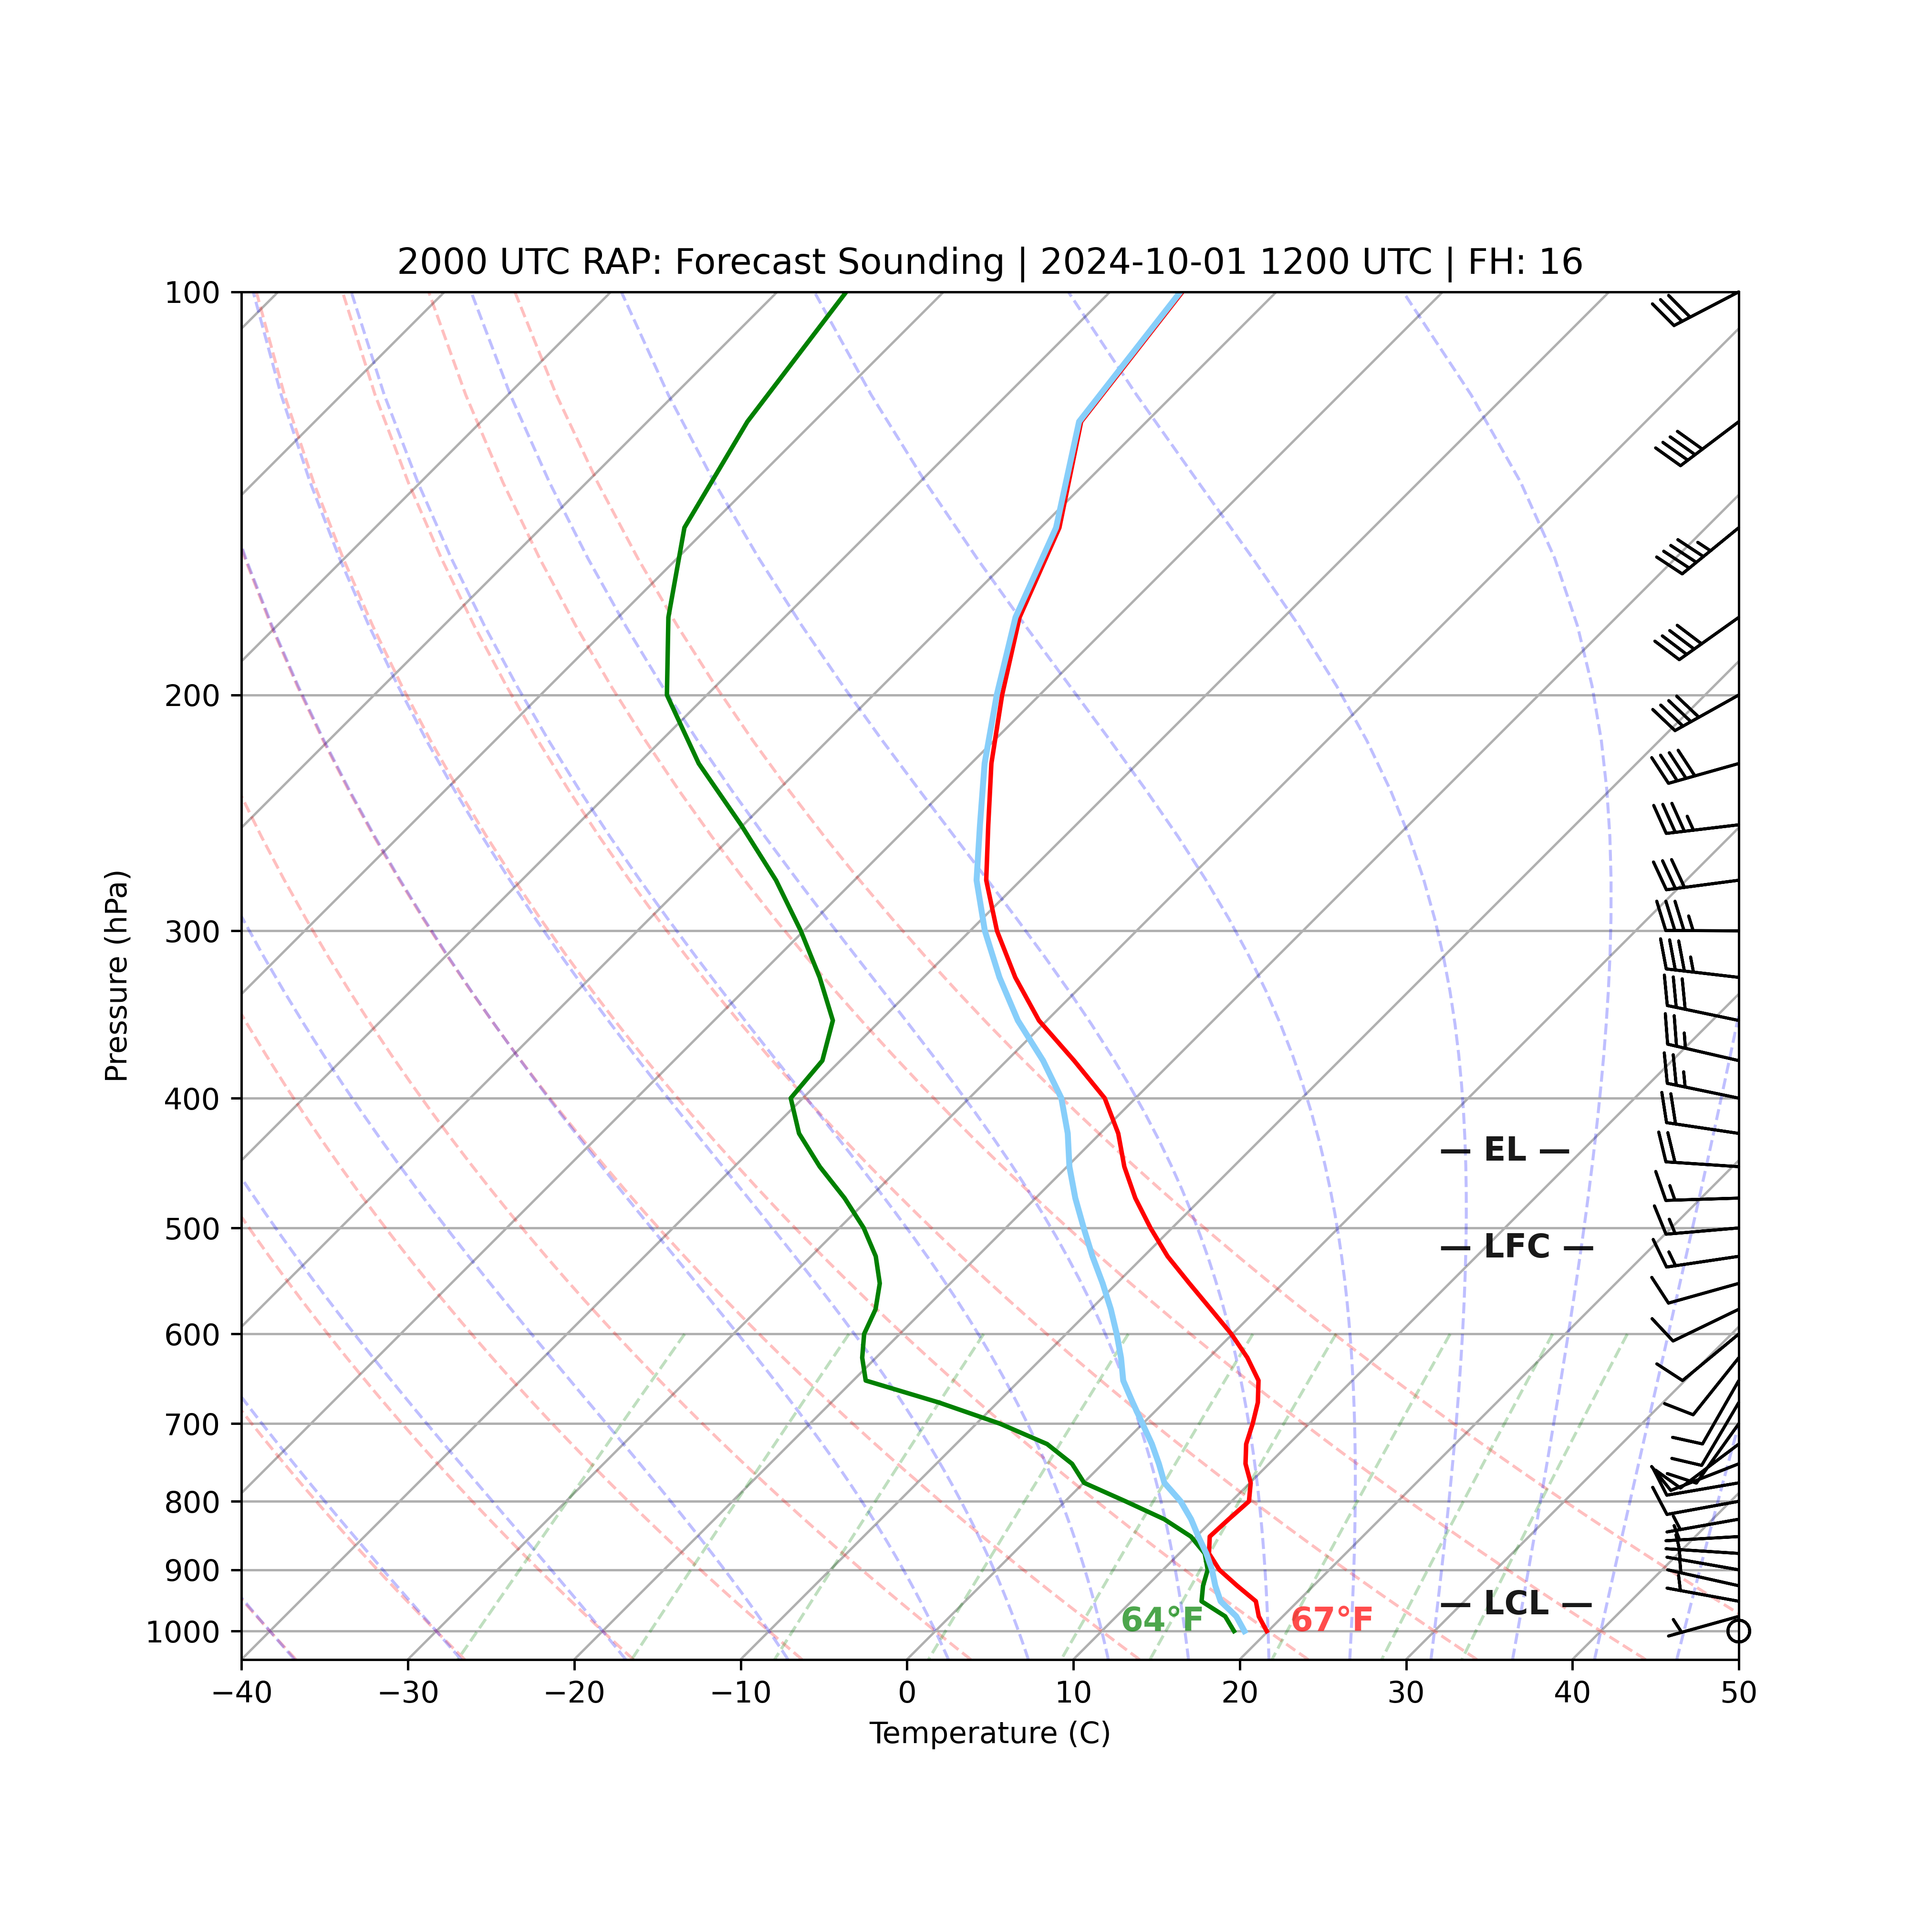 2000 UTC RAP: Forecast Sounding | 2024-10-01 1200 UTC | FH: 16
100
200
300
400
500
600
700
800
900
1000
Pressure (hPa)
— EL —
— LFC —
— LCL —
64°F
67°F
−40
−30
−20
−10
0
10
20
30
40
50
Temperature (C)